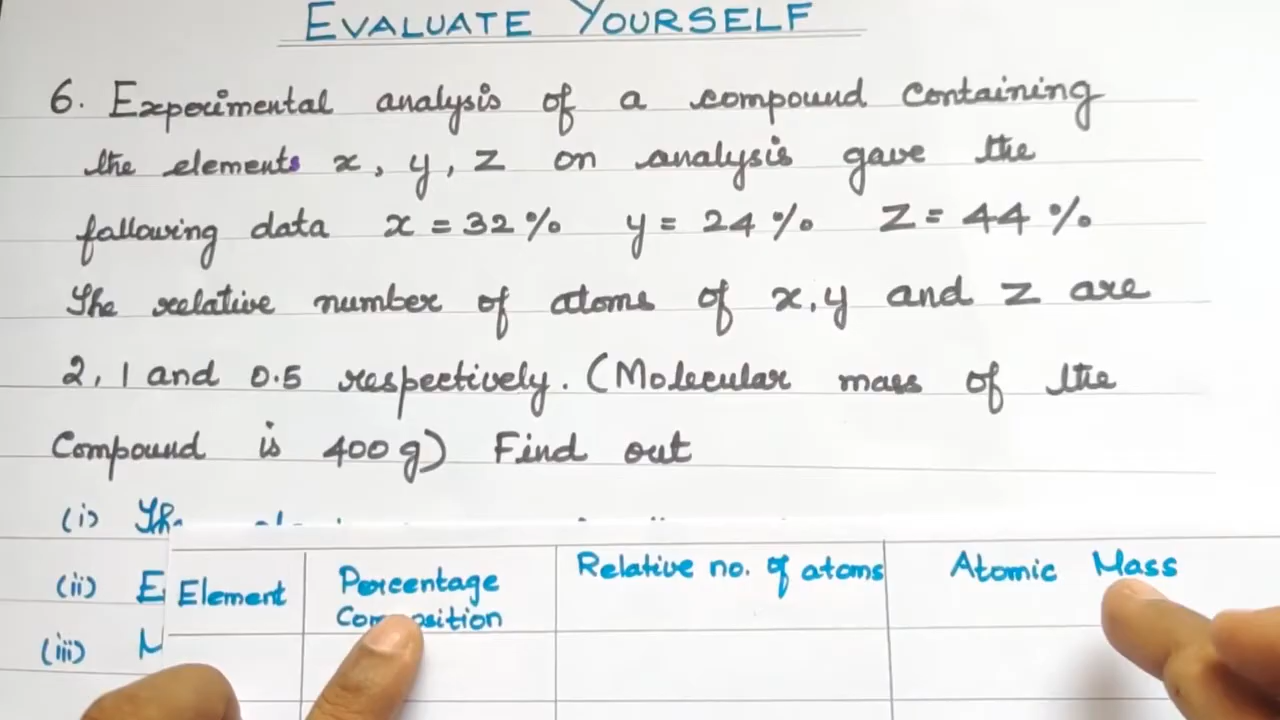 EVALUATE YOURSELF
6. Experimental analysis of a compound containing
the elements x, y, z on analysis gave the
following data x = 32% y = 24% z = 44%
The relative number of atoms of x, y and z are
2, 1 and 0.5 respectively. (Molecular mass of the
Compound is 400g) Find out
(i)
(ii)
(iii)
Element
Percentage
Composition
Relative no. of atoms
Atomic Mass